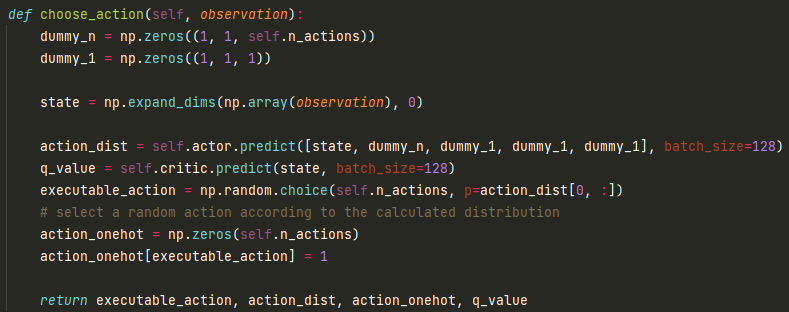 def choose_action(self, observation):
    dummy_n = np.zeros((1, 1, self.n_actions))
    dummy_1 = np.zeros((1, 1, 1))

    state = np.expand_dims(np.array(observation), 0)

    action_dist = self.actor.predict([state, dummy_n, dummy_1, dummy_1, dummy_1], batch_size=128)
    q_value = self.critic.predict(state, batch_size=128)
    executable_action = np.random.choice(self.n_actions, p=action_dist[0, :])
    # select a random action according to the calculated distribution
    action_onehot = np.zeros(self.n_actions)
    action_onehot[executable_action] = 1

    return executable_action, action_dist, action_onehot, q_value